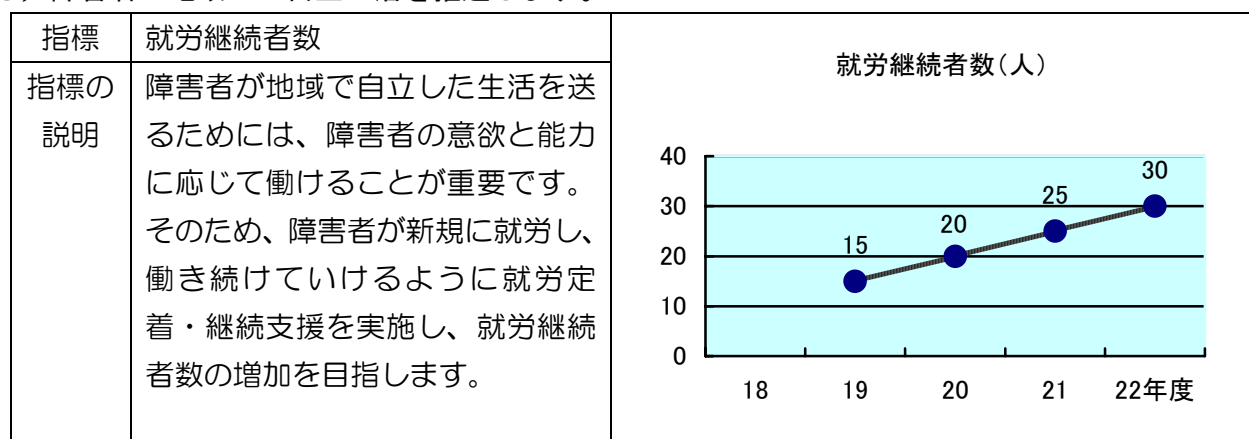 指標
就労継続者数
指標の
説明
障害者が地域で自立した生活を送
るためには、障害者の意欲と能力
に応じて働けることが重要です。
そのため、障害者が新規に就労し、
働き続けていけるように就労定
着・継続支援を実施し、就労継続
者数の増加を目指します。
就労継続者数(人)
40
30
20
10
0
15
20
25
30
18
19
20
21
22年度